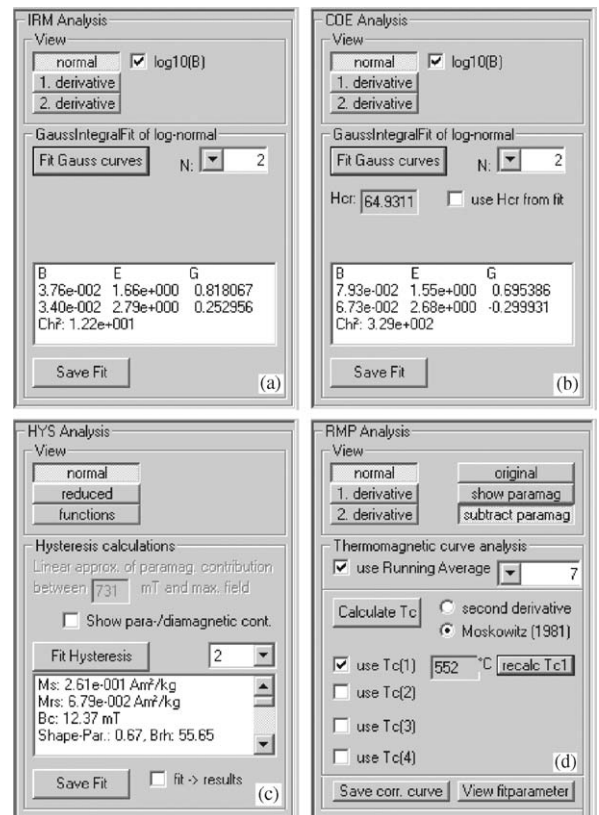 IRM Analysis
View
normal
log10(B)
1. derivative
2. derivative
GaussIntegralFit of log-normal
Fit Gauss curves
N:
2
B E G
3.76e-002 1.66e+000 0.818067
3.40e-002 2.79e+000 0.252956
Chi²: 1.22e+001
Save Fit
(a)
COE Analysis
View
normal
log10(B)
1. derivative
2. derivative
GaussIntegralFit of log-normal
Fit Gauss curves
N:
2
Hcr: 64.9311
use Hcr from fit
B E G
7.93e-002 1.55e+000 0.695386
6.73e-002 2.68e+000 -0.299931
Chi²: 3.29e+002
Save Fit
(b)
HYS Analysis
View
normal
reduced
functions
Hysteresis calculations
Linear approx. of paramag. contribution
between 731 mT and max. field
Show para-/diamagnetic cont.
Fit Hysteresis
2
Ms: 2.61e-001 Am²/kg
Mrs: 6.79e-002 Am²/kg
Bc: 12.37 mT
Shape-Par.: 0.67, Brh: 55.65
Save Fit
fit -> results
(c)
RMP Analysis
View
normal
original
1. derivative
show paramag
2. derivative
subtract paramag
Thermomagnetic curve analysis
use Running Average
7
Calculate Tc
second derivative
Moskowitz (1981)
use Tc(1) 552 °C recalc Tc1
use Tc(2)
use Tc(3)
use Tc(4)
(d)
Save corr. curve
View fitparameter